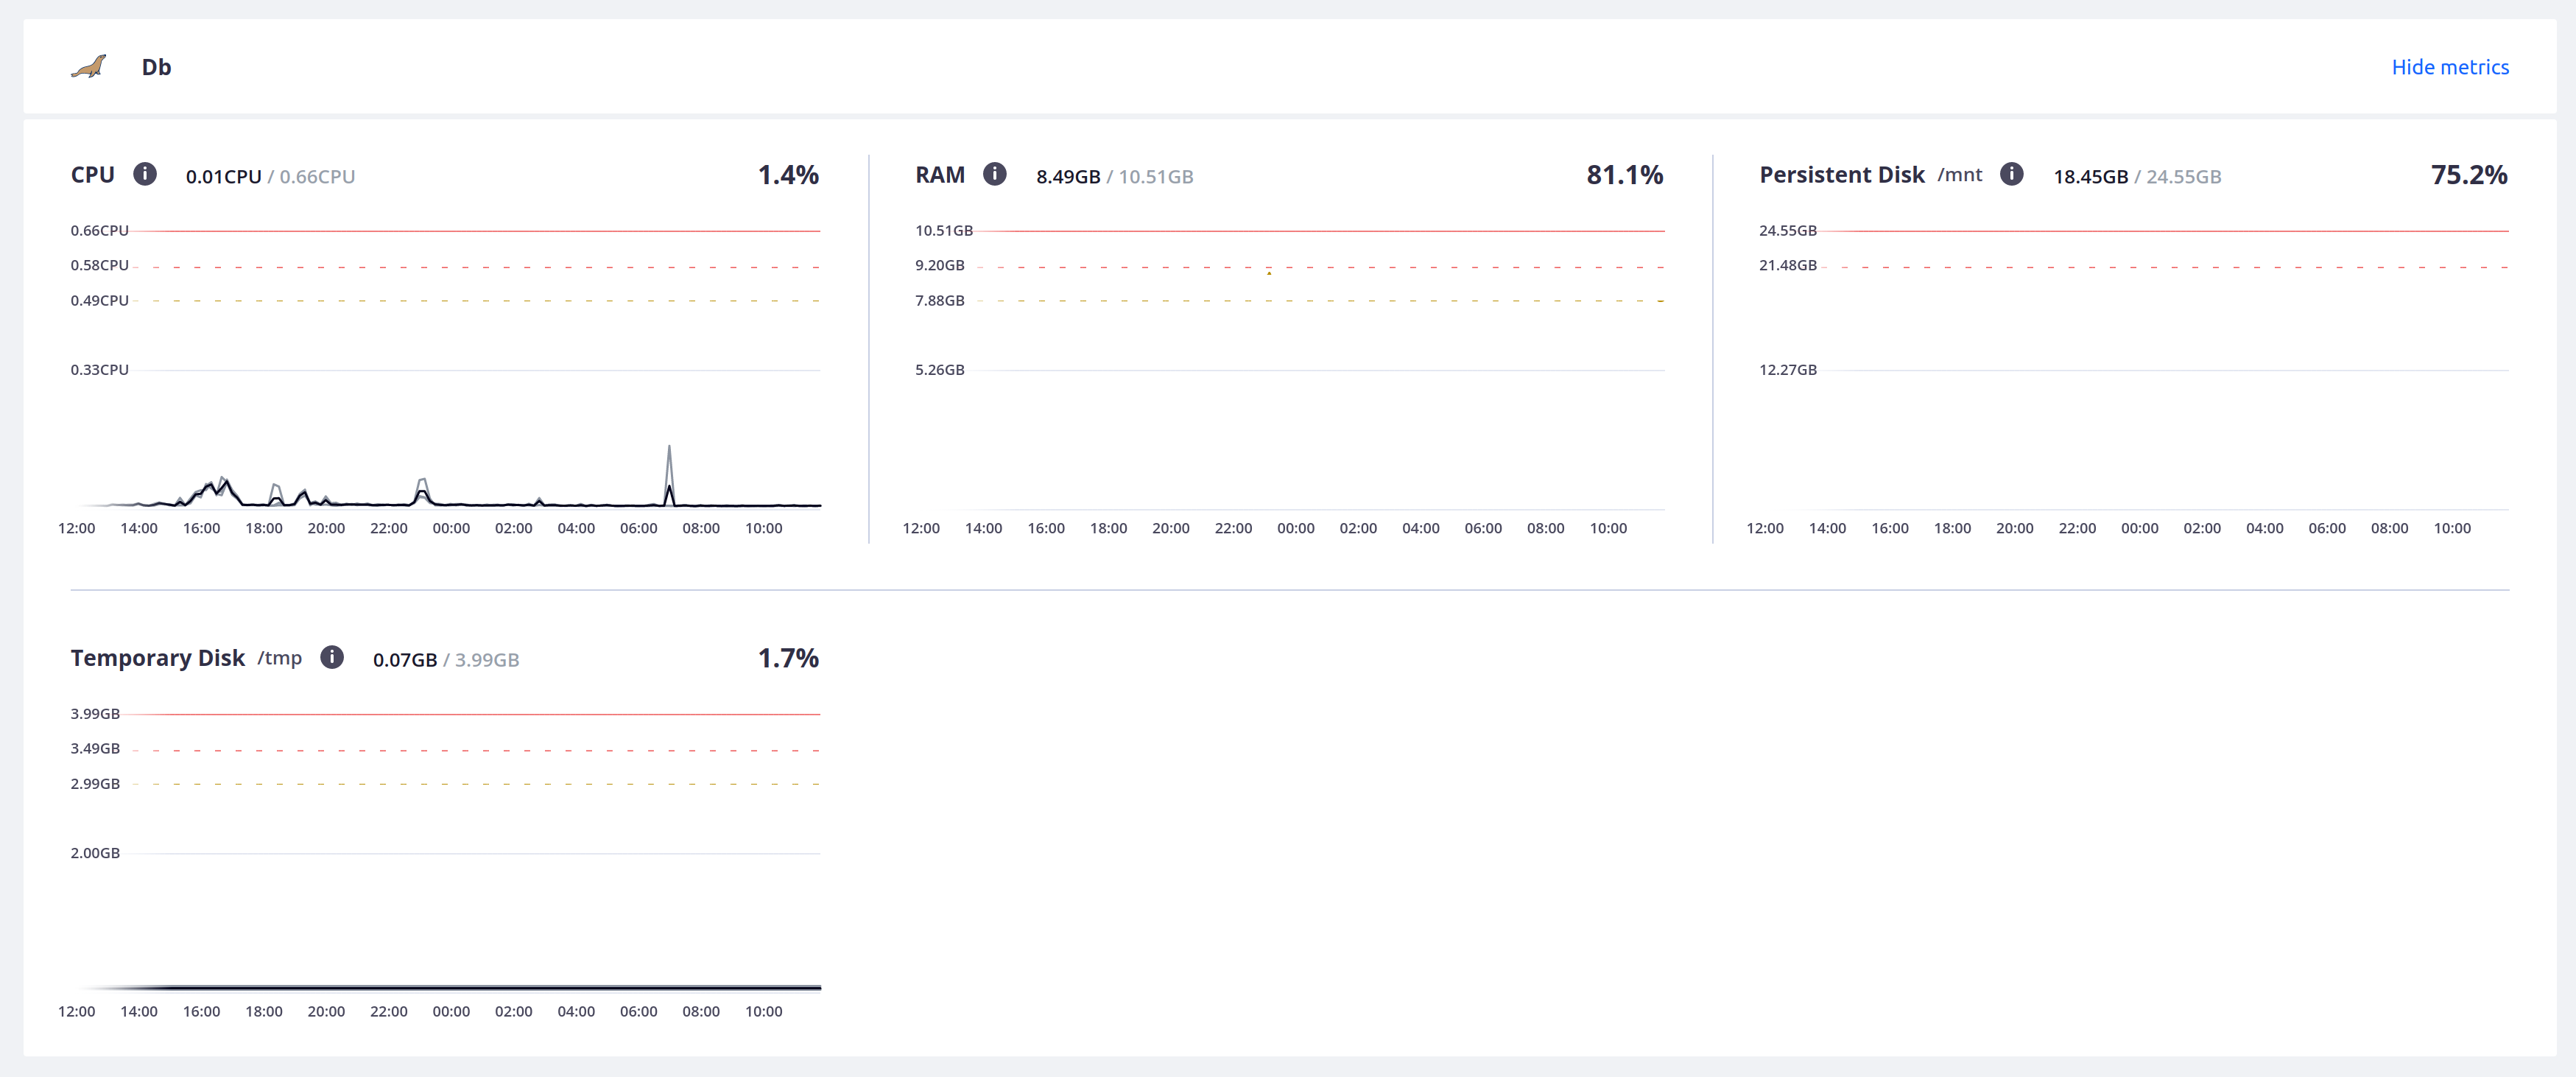 Db
Hide metrics
CPU 0.01CPU / 0.66CPU 1.4%
0.66CPU
0.58CPU
0.49CPU
0.33CPU
12:00 14:00 16:00 18:00 20:00 22:00 00:00 02:00 04:00 06:00 08:00 10:00
RAM 8.49GB / 10.51GB 81.1%
10.51GB
9.20GB
7.88GB
5.26GB
12:00 14:00 16:00 18:00 20:00 22:00 00:00 02:00 04:00 06:00 08:00 10:00
Persistent Disk /mnt 18.45GB / 24.55GB 75.2%
24.55GB
21.48GB
12.27GB
12:00 14:00 16:00 18:00 20:00 22:00 00:00 02:00 04:00 06:00 08:00 10:00
Temporary Disk /tmp 0.07GB / 3.99GB 1.7%
3.99GB
3.49GB
2.99GB
2.00GB
12:00 14:00 16:00 18:00 20:00 22:00 00:00 02:00 04:00 06:00 08:00 10:00